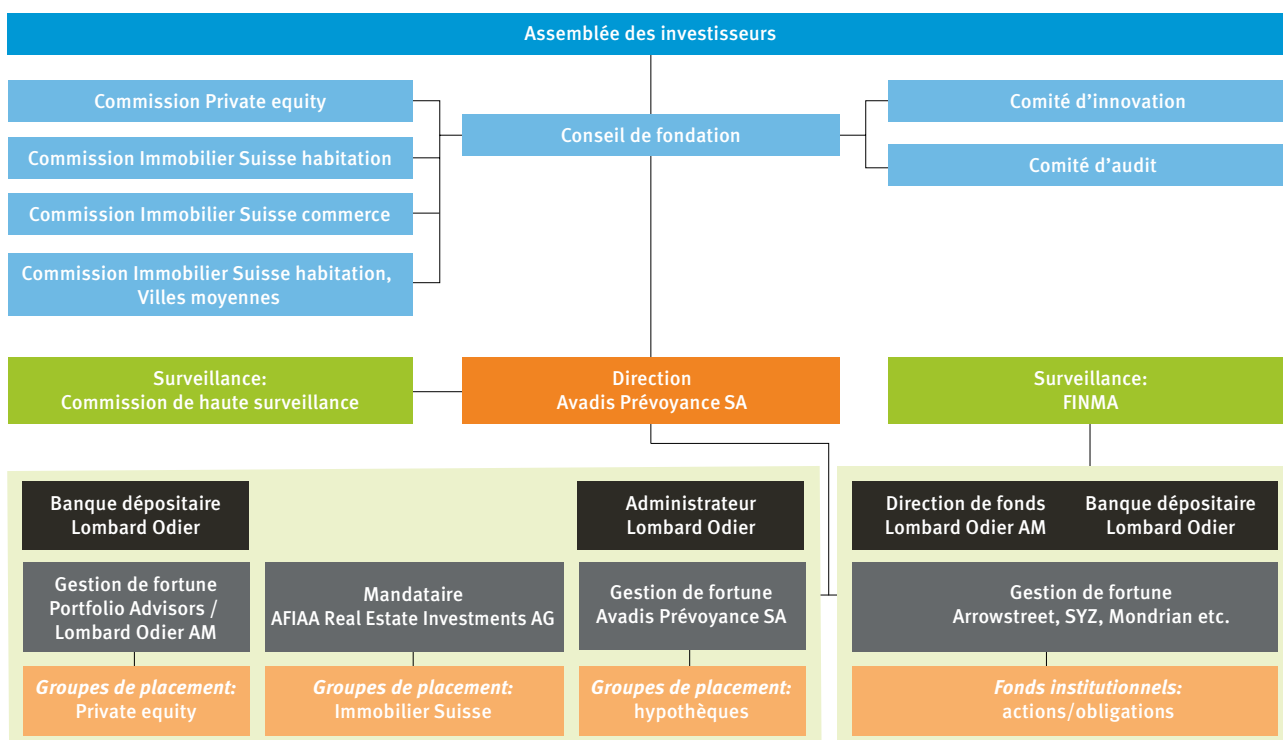 Assemblée des investisseurs
Commission Private equity
Commission Immobilier Suisse habitation
Commission Immobilier Suisse commerce
Commission Immobilier Suisse habitation,
Villes moyennes
Conseil de fondation
Comité d'innovation
Comité d'audit
Surveillance:
Commission de haute surveillance
Direction
Avadis Prévoyance SA
Surveillance:
FINMA
Banque dépositaire
Lombard Odier
Administrateur
Lombard Odier
Direction de fonds
Lombard Odier AM
Banque dépositaire
Lombard Odier
Gestion de fortune
Portfolio Advisors /
Lombard Odier AM
Mandataire
AFIAA Real Estate Investments AG
Gestion de fortune
Avadis Prévoyance SA
Gestion de fortune
Arrowstreet, SYZ, Mondrian etc.
Groupes de placement:
Private equity
Groupes de placement:
Immobilier Suisse
Groupes de placement:
hypothèques
Fonds institutionnels:
actions/obligations